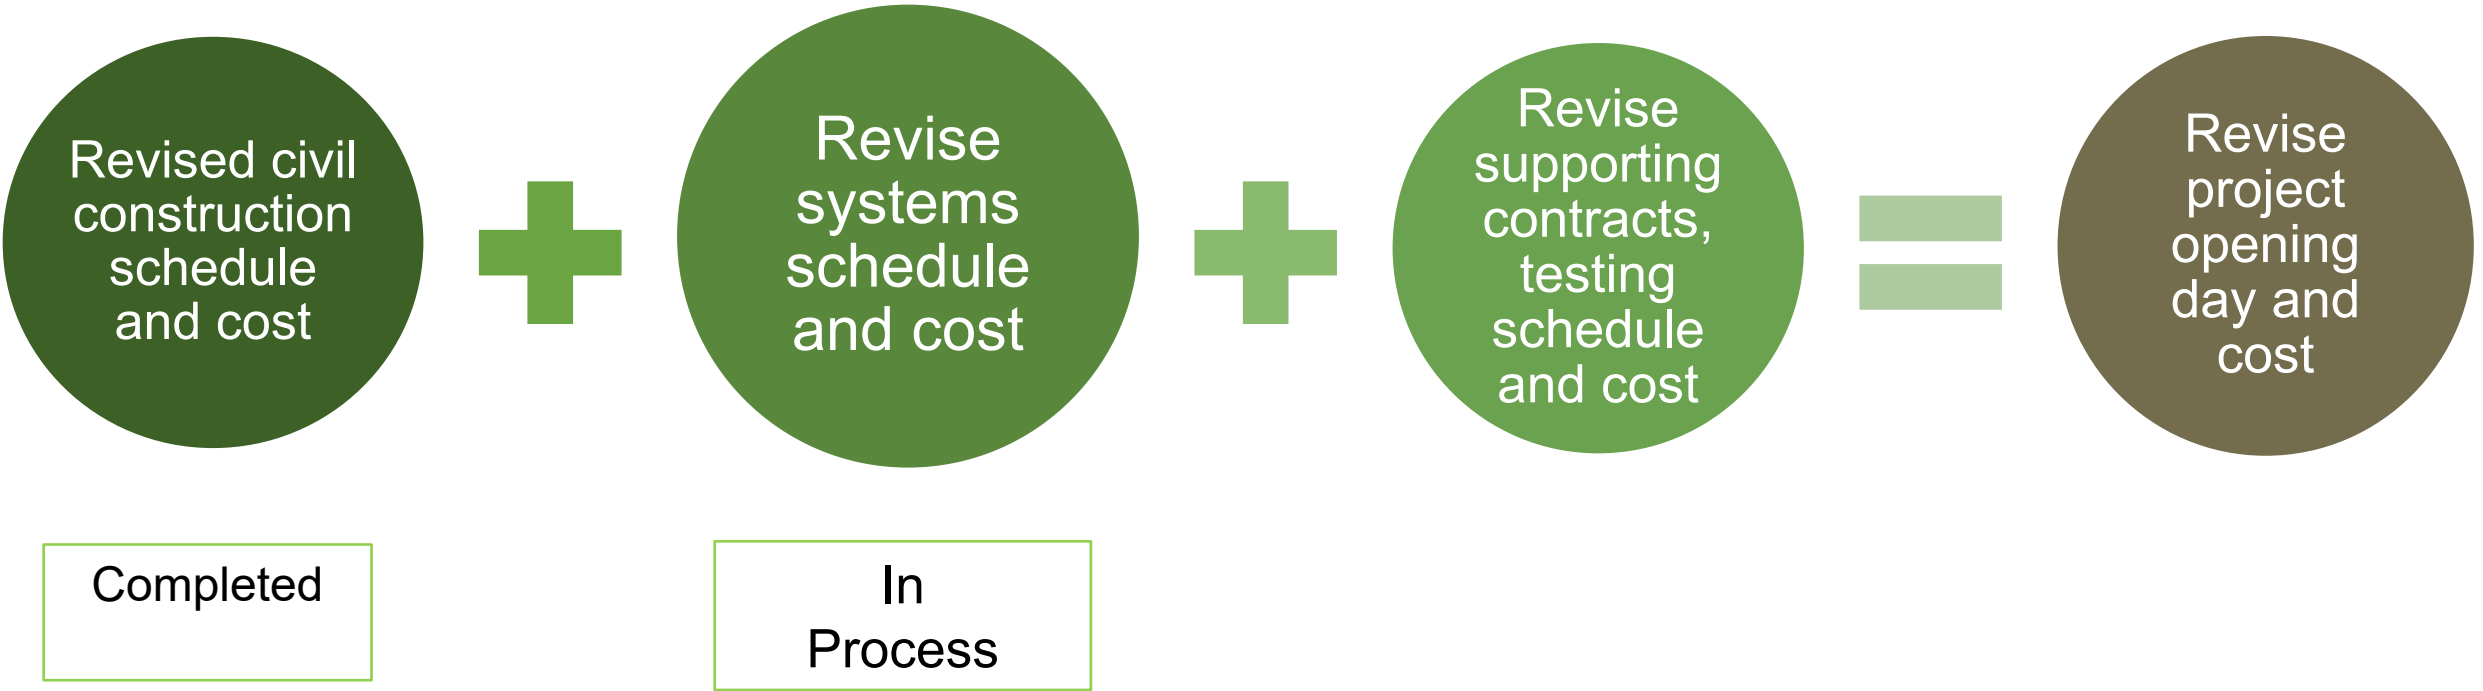 Revised civil
construction
schedule
and cost
Revise
systems
schedule
and cost
Revise
supporting
contracts,
testing
schedule
and cost
Revise
project
opening
day and
cost
Completed
In
Process